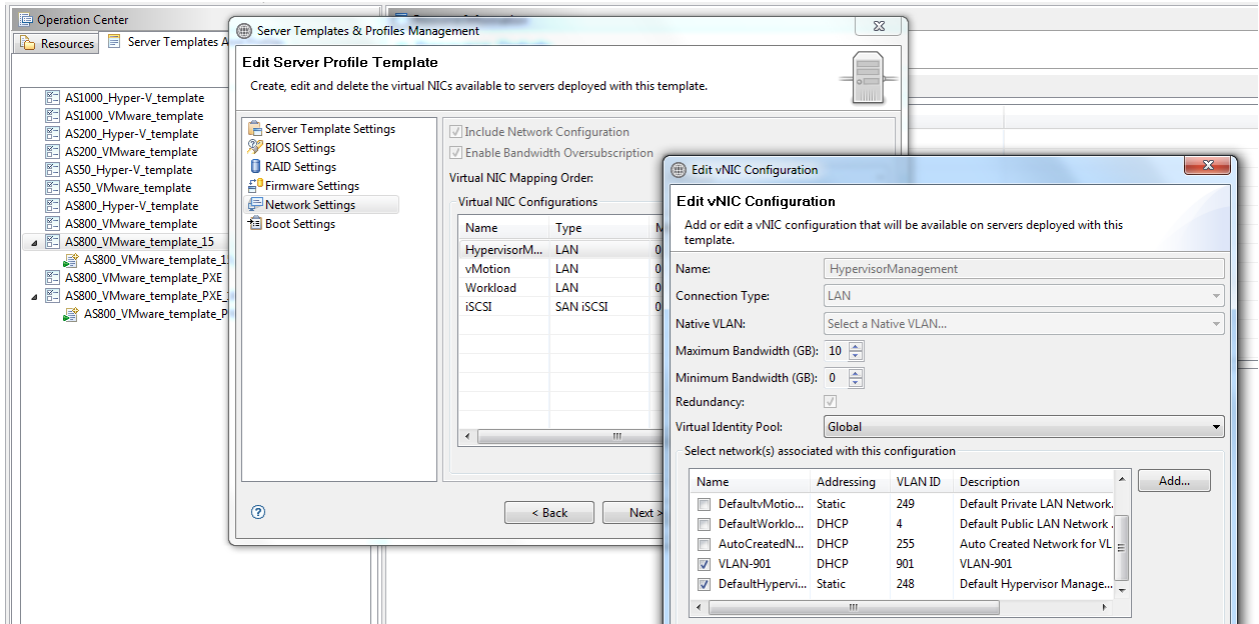 Operation Center
Resources
Server Templates A
AS1000_Hyper-V_template
AS1000_VMware_template
AS200_Hyper-V_template
AS200_VMware_template
AS50_Hyper-V_template
AS50_VMware_template
AS800_Hyper-V_template
AS800_VMware_template
AS800_VMware_template_15
AS800_VMware_template_1
AS800_VMware_template_PXE
AS800_VMware_template_PXE_
AS800_VMware_template_P
Server Templates & Profiles Management
Edit Server Profile Template
Create, edit and delete the virtual NICs available to servers deployed with this template.
Server Template Settings
BIOS Settings
RAID Settings
Firmware Settings
Network Settings
Boot Settings
Include Network Configuration
Enable Bandwidth Oversubscription
Virtual NIC Mapping Order:
Virtual NIC Configurations
Name Type M
HypervisorM... LAN 0
vMotion LAN 0
Workload LAN 0
iSCSI SAN iSCSI 0
< Back
Next >
Edit vNIC Configuration
Edit vNIC Configuration
Add or edit a vNIC configuration that will be available on servers deployed with this
template.
Name: HypervisorManagement
Connection Type: LAN
Native VLAN: Select a Native VLAN...
Maximum Bandwidth (GB): 10
Minimum Bandwidth (GB): 0
Redundancy:
Virtual Identity Pool: Global
Select network(s) associated with this configuration
Name Addressing VLAN ID Description
DefaultvMotio... Static 249 Default Private LAN Network.
DefaultWorklo... DHCP 4 Default Public LAN Network .
AutoCreatedN... DHCP 255 Auto Created Network for VL
VLAN-901 DHCP 901 VLAN-901
DefaultHypervi... Static 248 Default Hypervisor Manage...
Add...